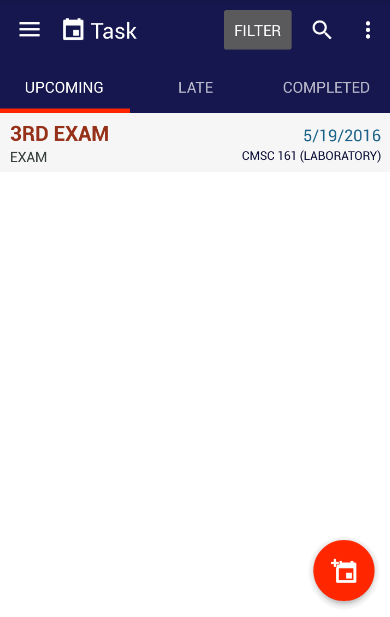 Task FILTER
UPCOMING LATE COMPLETED
3RD EXAM 5/19/2016
EXAM CMSC 161 (LABORATORY)